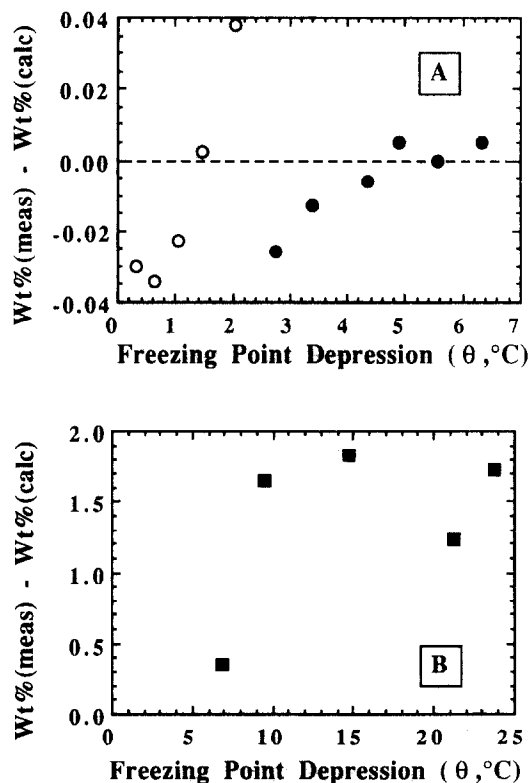 0.04
0.02
0.00
-0.02
-0.04
Wt%(meas) - Wt%(calc)
A
0 1 2 3 4 5 6 7
Freezing Point Depression (θ,°C)
2.0
1.5
1.0
0.5
0.0
Wt%(meas) - Wt%(calc)
B
0 5 10 15 20 25
Freezing Point Depression (θ,°C)